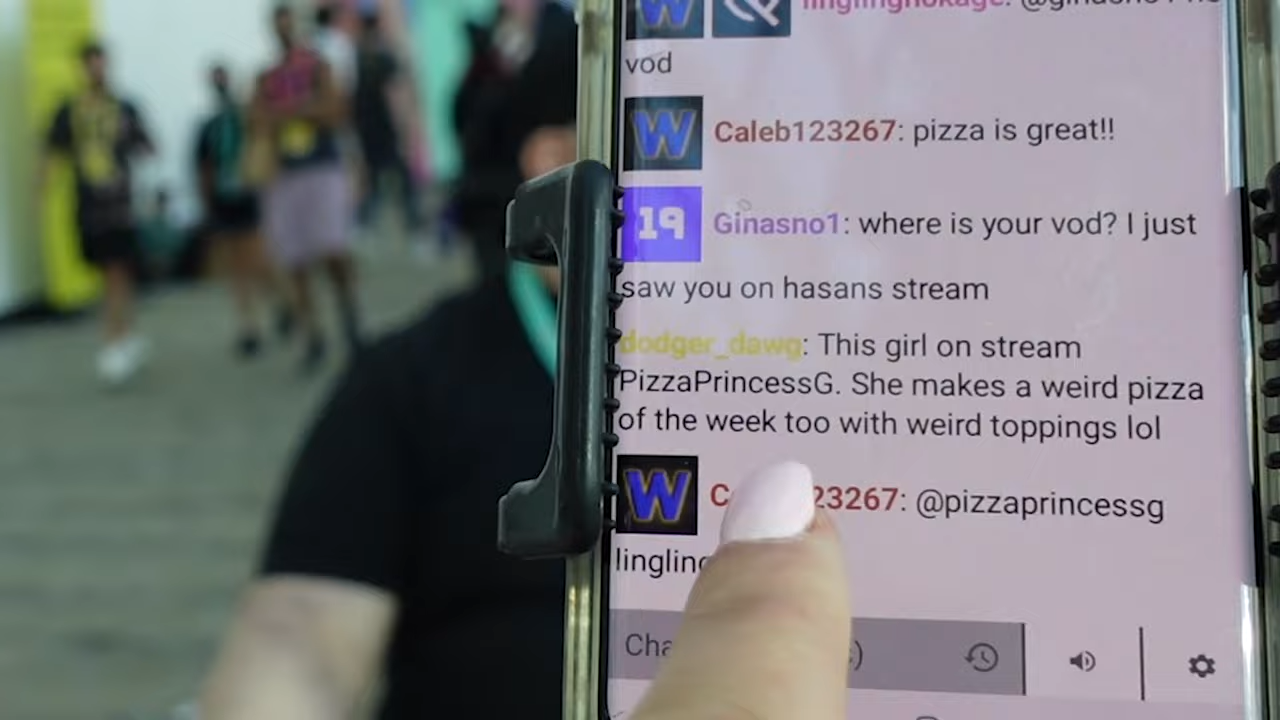 vod
W Caleb123267: pizza is great!!
19 Ginasno1: where is your vod? I just
saw you on hasans stream
dodger_dawg: This girl on stream
PizzaPrincessG. She makes a weird pizza
of the week too with weird toppings lol
W 23267: @pizzaprincessg